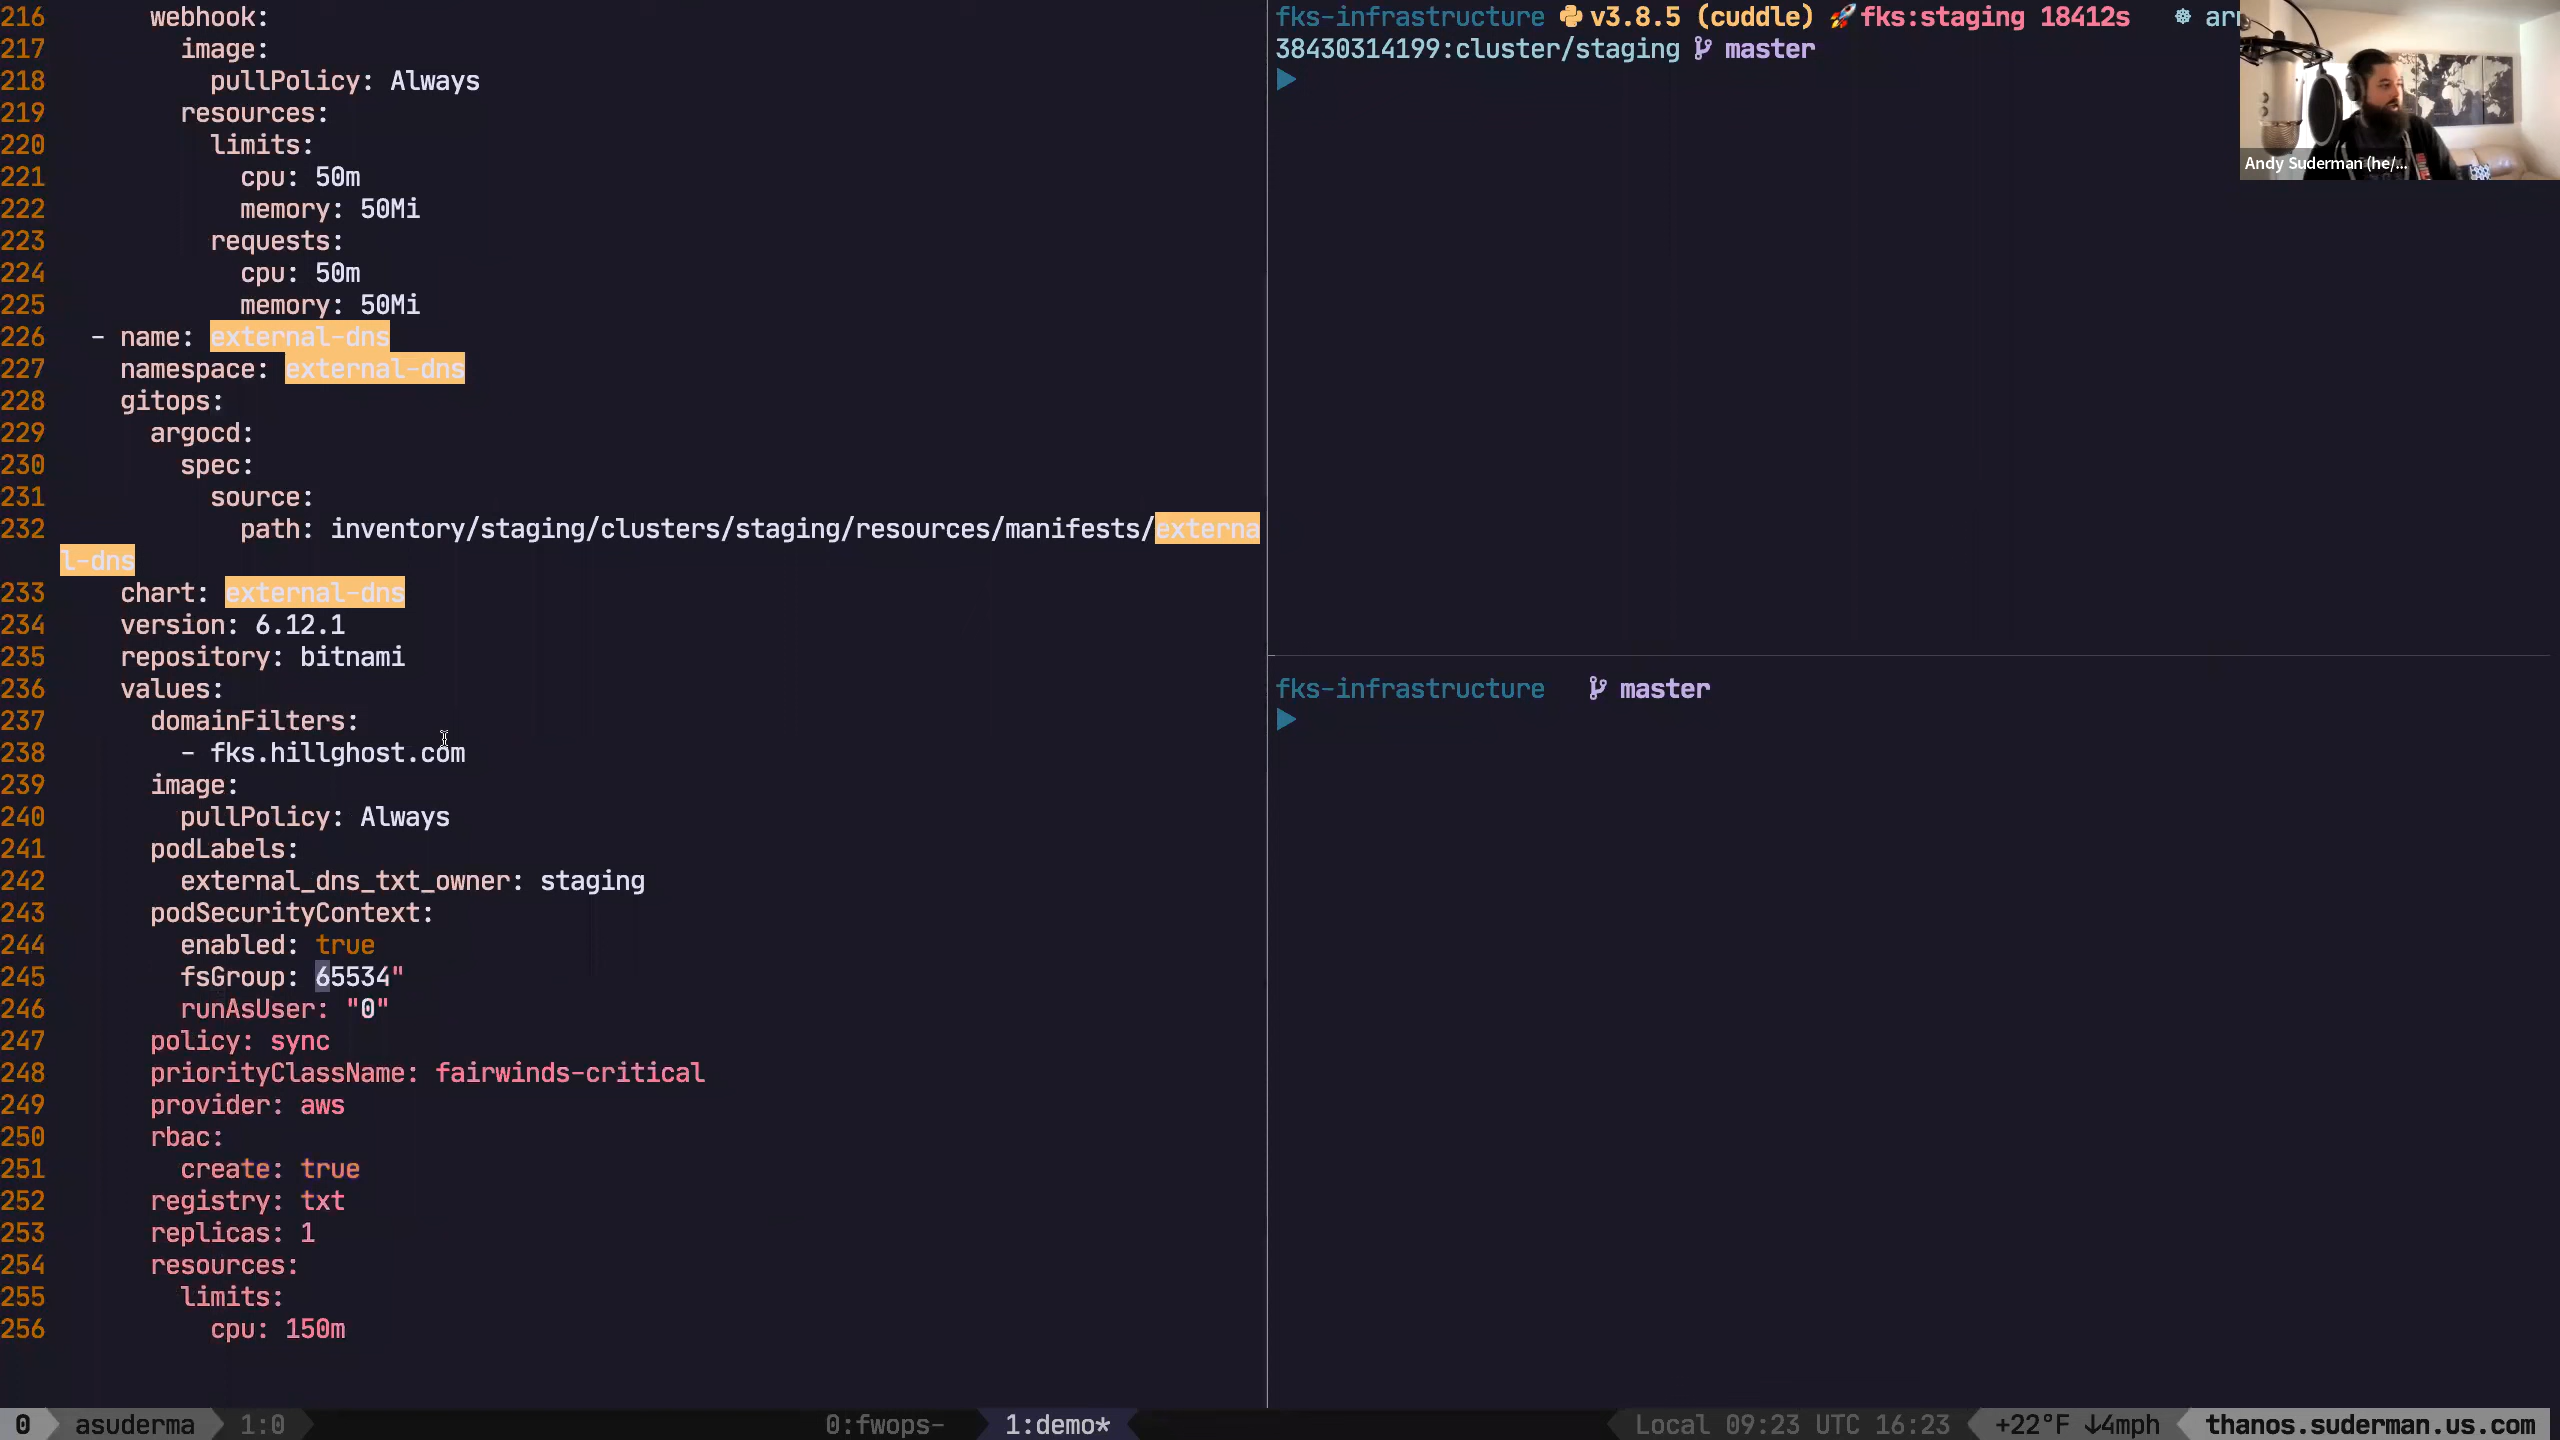 216 webhook:
217 image:
218 pullPolicy: Always
219 resources:
220 limits:
221 cpu: 50m
222 memory: 50Mi
223 requests:
224 cpu: 50m
225 memory: 50Mi
226 - name: external-dns
227 namespace: external-dns
228 gitops:
229 argocd:
230 spec:
231 source:
232 path: inventory/staging/clusters/staging/resources/manifests/externa
l-dns
233 chart: external-dns
234 version: 6.12.1
235 repository: bitnami
236 values:
237 domainFilters:
238 - fks.hillghost.com
239 image:
240 pullPolicy: Always
241 podLabels:
242 external_dns_txt_owner: staging
243 podSecurityContext:
244 enabled: true
245 fsGroup: 65534"
246 runAsUser: "0"
247 policy: sync
248 priorityClassName: fairwinds-critical
249 provider: aws
250 rbac:
251 create: true
252 registry: txt
253 replicas: 1
254 resources:
255 limits:
256 cpu: 150m
fks-infrastructure v3.8.5 (cuddle) 🚀fks:staging 18412s ☸ arn
38430314199:cluster/staging master
Andy Suderman (he/...
fks-infrastructure master
0 asuderma 1:0 0:fwops- 1:demo* Local 09:23 UTC 16:23 +22°F ↓4mph thanos.suderman.us.com